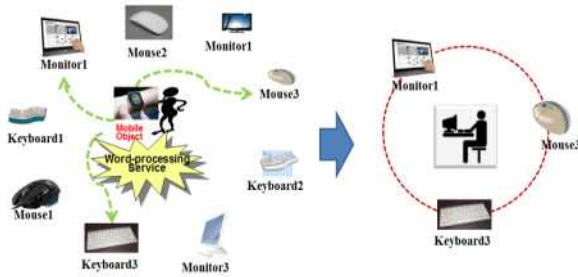 Mouse2
Monitor1
Monitor1
Mouse3
Mobile
Object
Keyboard1
Word-processing
Service
Keyboard2
Mouse1
Keyboard3
Monitor3
Monitor1
Mouse3
Keyboard3